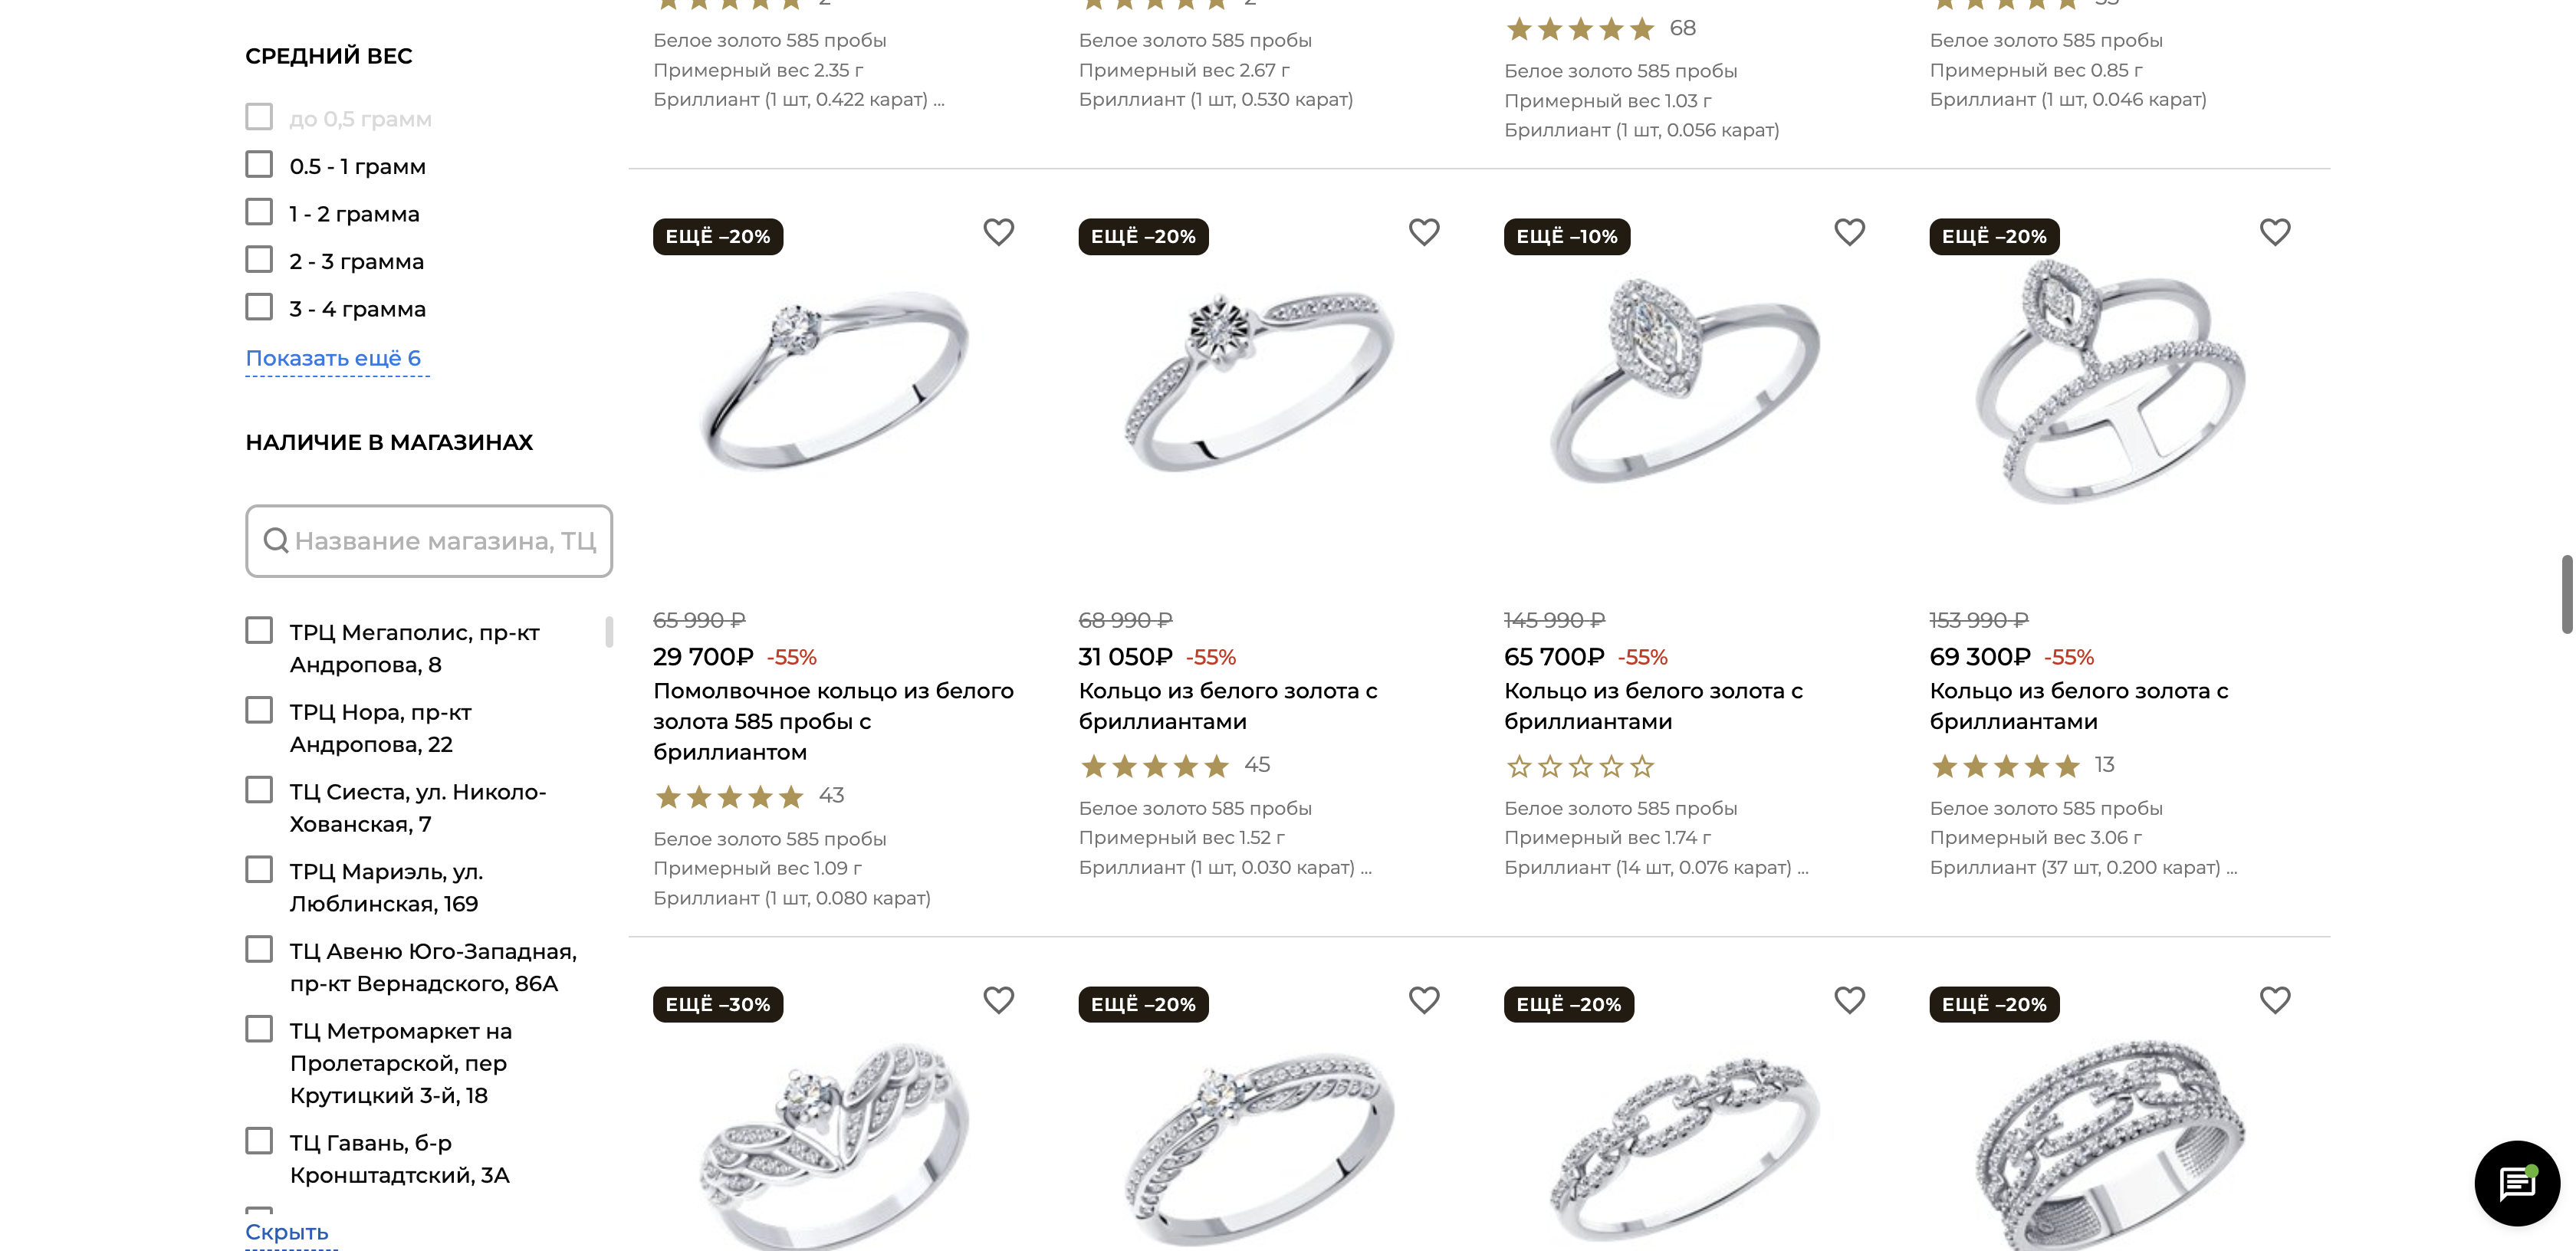 СРЕДНИЙ ВЕС
до 0,5 грамм
0.5 - 1 грамм
1 - 2 грамма
2 - 3 грамма
3 - 4 грамма
Показать ещё 6
НАЛИЧИЕ В МАГАЗИНАХ
Название магазина, ТЦ
ТРЦ Мегаполис, пр-кт
Андропова, 8
ТРЦ Нора, пр-кт
Андропова, 22
ТЦ Сиеста, ул. Николо-
Хованская, 7
ТРЦ Мариэль, ул.
Люблинская, 169
ТЦ Авеню Юго-Западная,
пр-кт Вернадского, 86А
ТЦ Метромаркет на
Пролетарской, пер
Крутицкий 3-й, 18
ТЦ Гавань, б-р
Кронштадтский, 3А
Скрыть
Белое золото 585 пробы
Примерный вес 2.35 г
Бриллиант (1 шт, 0.422 карат) ...
Белое золото 585 пробы
Примерный вес 2.67 г
Бриллиант (1 шт, 0.530 карат)
68
Белое золото 585 пробы
Примерный вес 1.03 г
Бриллиант (1 шт, 0.056 карат)
Белое золото 585 пробы
Примерный вес 0.85 г
Бриллиант (1 шт, 0.046 карат)
ЕЩЁ –20%
65 990 ₽
29 700₽ -55%
Помолвочное кольцо из белого
золота 585 пробы с
бриллиантом
43
Белое золото 585 пробы
Примерный вес 1.09 г
Бриллиант (1 шт, 0.080 карат)
ЕЩЁ –20%
68 990 ₽
31 050₽ -55%
Кольцо из белого золота с
бриллиантами
45
Белое золото 585 пробы
Примерный вес 1.52 г
Бриллиант (1 шт, 0.030 карат) ...
ЕЩЁ –10%
145 990 ₽
65 700₽ -55%
Кольцо из белого золота с
бриллиантами
Белое золото 585 пробы
Примерный вес 1.74 г
Бриллиант (14 шт, 0.076 карат) ...
ЕЩЁ –20%
153 990 ₽
69 300₽ -55%
Кольцо из белого золота с
бриллиантами
13
Белое золото 585 пробы
Примерный вес 3.06 г
Бриллиант (37 шт, 0.200 карат) ...
ЕЩЁ –30%
ЕЩЁ –20%
ЕЩЁ –20%
ЕЩЁ –20%